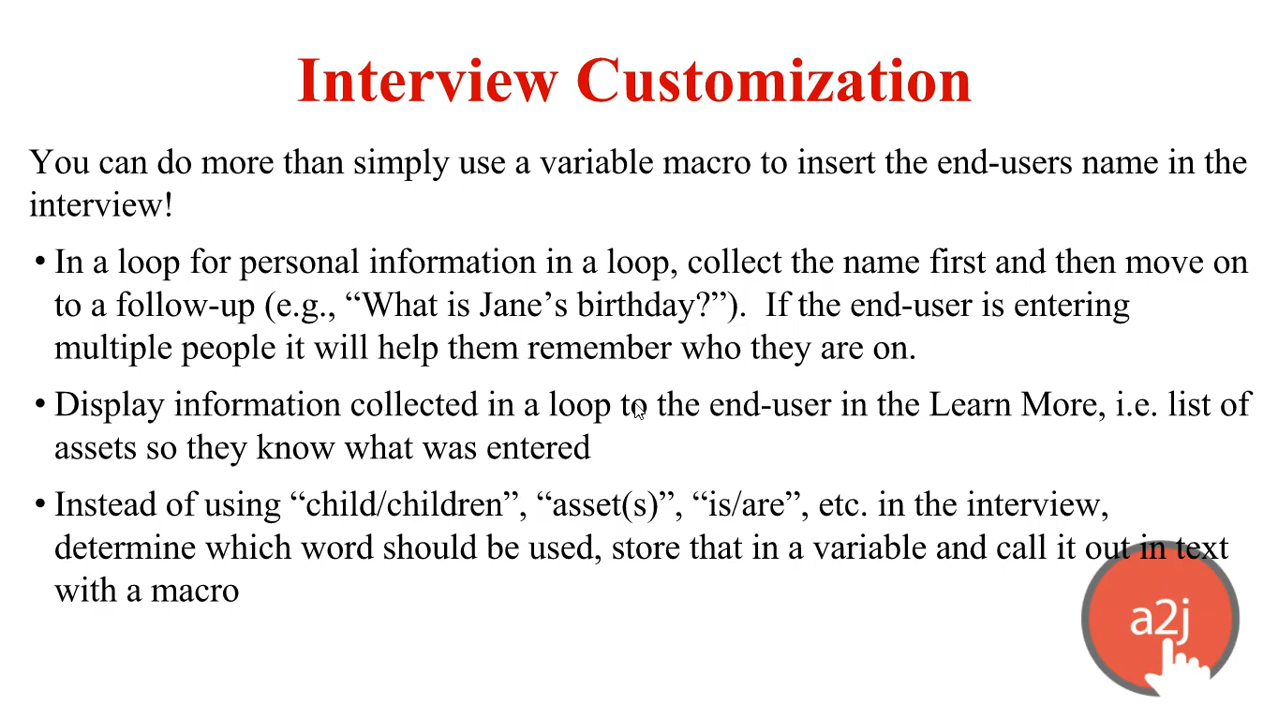 Interview Customization
You can do more than simply use a variable macro to insert the end-users name in the
interview!
• In a loop for personal information in a loop, collect the name first and then move on
to a follow-up (e.g., “What is Jane’s birthday?”).  If the end-user is entering
multiple people it will help them remember who they are on.
• Display information collected in a loop to the end-user in the Learn More, i.e. list of
assets so they know what was entered
• Instead of using “child/children”, “asset(s)”, “is/are”, etc. in the interview,
determine which word should be used, store that in a variable and call it out in text
with a macro
a2j